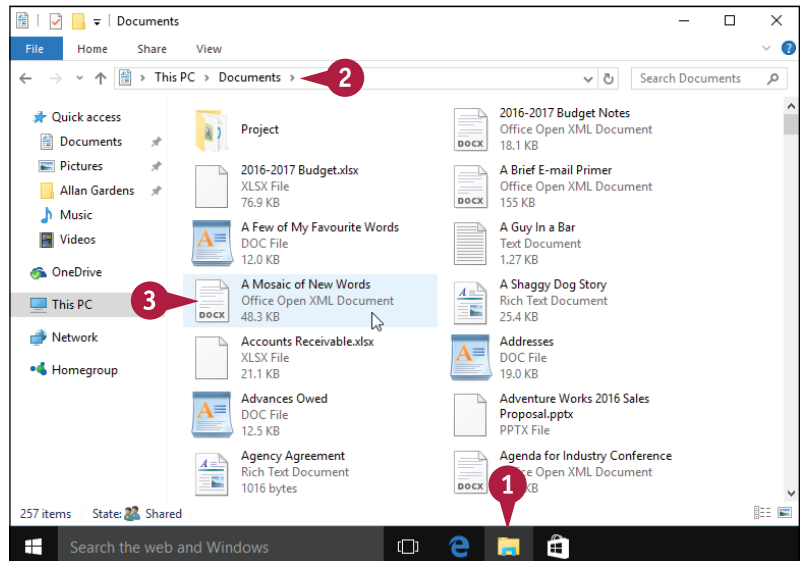 Documents
File Home Share View
This PC > Documents >
2
Search Documents
Quick access
Documents
Pictures
Allan Gardens
Music
Videos
OneDrive
This PC
Network
Homegroup
Project
2016-2017 Budget.xlsx
XLSX File
76.9 KB
A Few of My Favourite Words
DOC File
12.0 KB
3
A Mosaic of New Words
Office Open XML Document
48.3 KB
DOCX
Accounts Receivable.xlsx
XLSX File
21.1 KB
Advances Owed
DOC File
12.5 KB
Agency Agreement
Rich Text Document
1016 bytes
2016-2017 Budget Notes
Office Open XML Document
18.1 KB
DOCX
A Brief E-mail Primer
Office Open XML Document
155 KB
DOCX
A Guy In a Bar
Text Document
1.27 KB
A Shaggy Dog Story
Rich Text Document
25.4 KB
Addresses
DOC File
19.0 KB
Adventure Works 2016 Sales
Proposal.pptx
PPTX File
Agenda for Industry Conference
Open XML Document
KB
DOCX
1
257 items State: Shared
Search the web and Windows